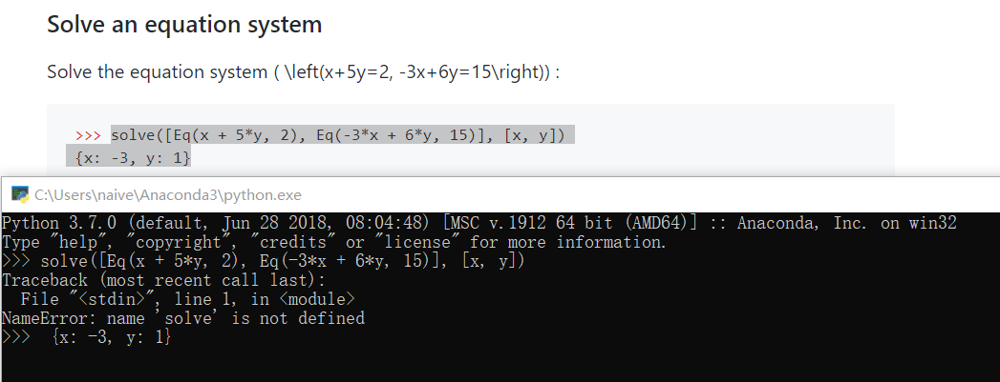 Solve an equation system
Solve the equation system ( \left(x+5y=2, -3x+6y=15\right)) :
>>> solve([Eq(x + 5*y, 2), Eq(-3*x + 6*y, 15)], [x, y])
{x: -3, y: 1}
C:\Users\naive\Anaconda3\python.exe
Python 3.7.0 (default, Jun 28 2018, 08:04:48) [MSC v.1912 64 bit (AMD64)] :: Anaconda, Inc. on win32
Type "help", "copyright", "credits" or "license" for more information.
>>> solve([Eq(x + 5*y, 2), Eq(-3*x + 6*y, 15)], [x, y])
Traceback (most recent call last):
  File "<stdin>", line 1, in <module>
NameError: name 'solve' is not defined
>>>  {x: -3, y: 1}